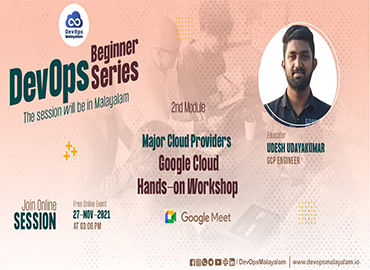 DevOps
Malayalam
DevOps Beginner
Series
The session will be in Malayalam
2nd Module
Major Cloud Providers
Google Cloud
Hands-on Workshop
Educator
UDESH UDAYAKUMAR
GCP ENGINEER
Join Online
SESSION
Free Online Event
27-NOV-2021
AT 03:00 PM
Google Meet
/ DevOpsMalayalam | www.devopsmalayalam.io